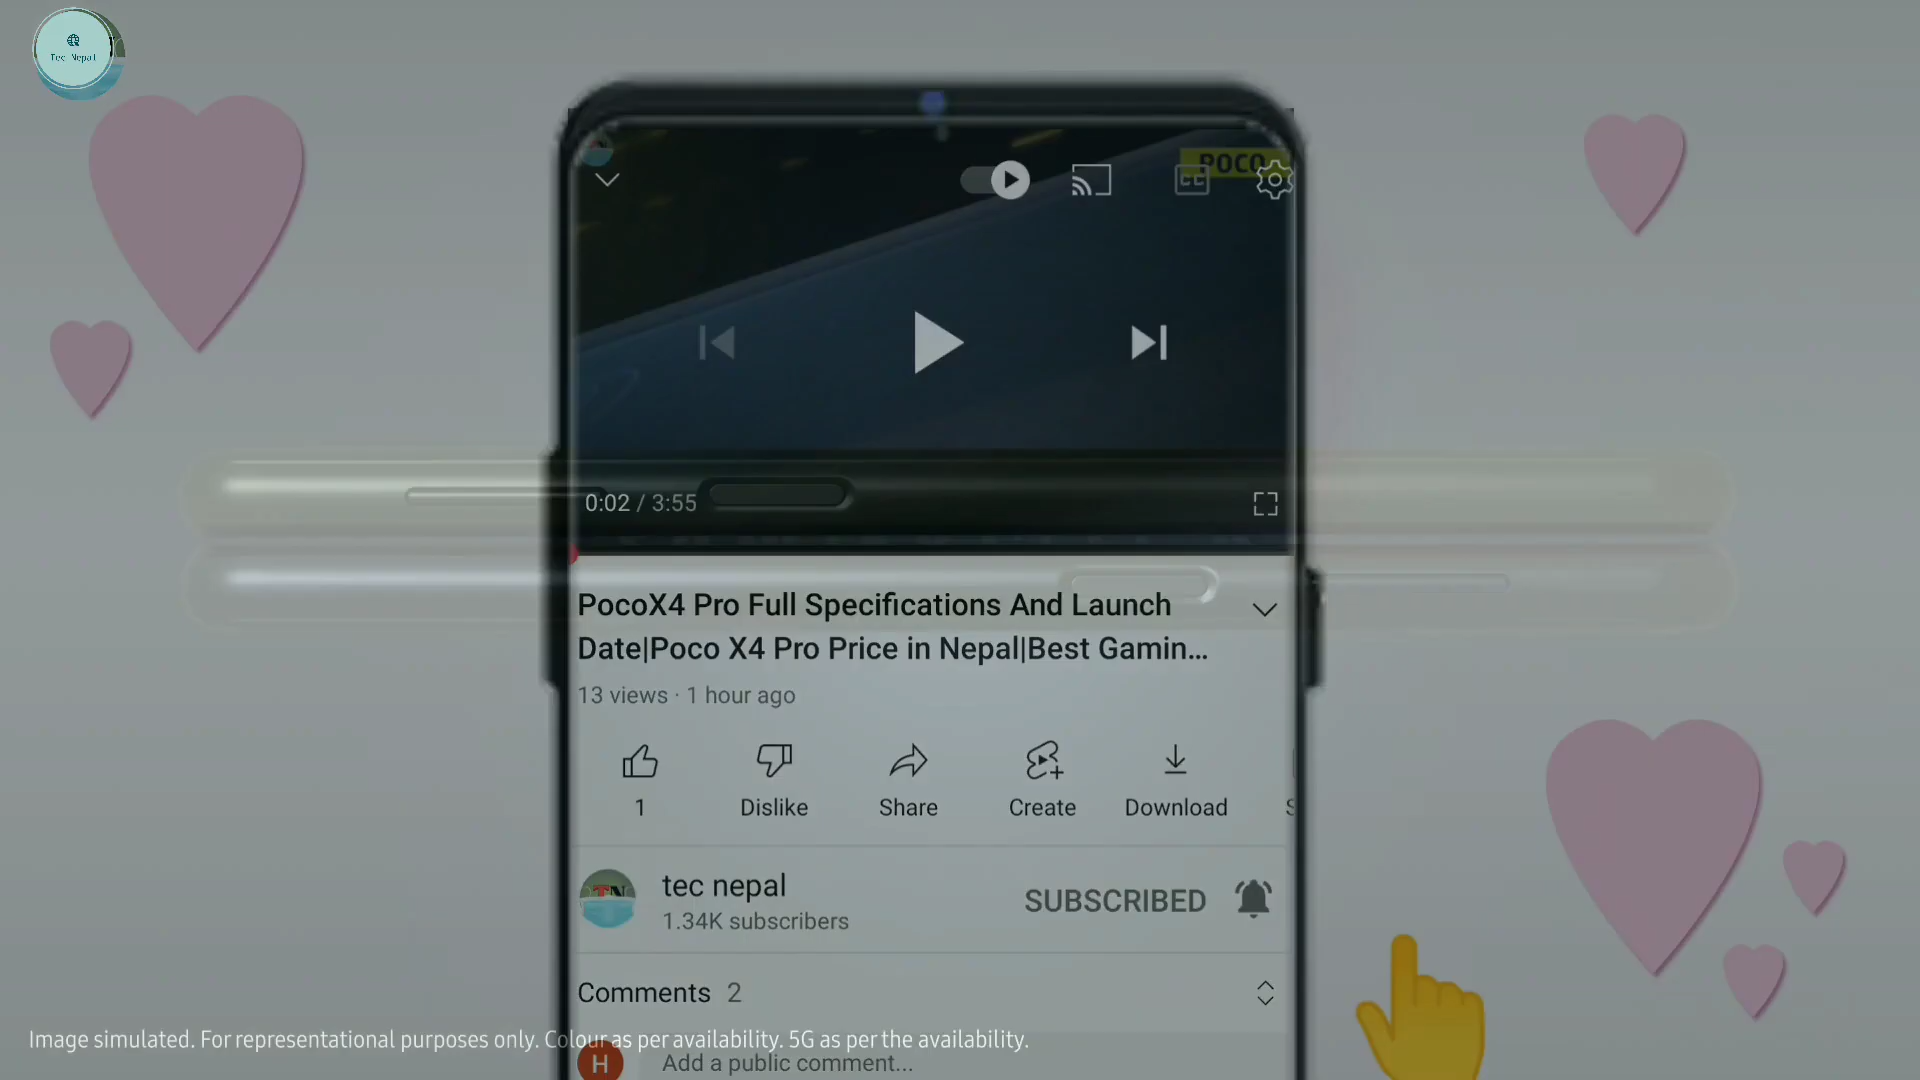 Tec Nepal
POCO
CC
0:02 / 3:55
PocoX4 Pro Full Specifications And Launch
Date|Poco X4 Pro Price in Nepal|Best Gamin...
13 views · 1 hour ago
1
Dislike
Share
Create
Download
S
TN
tec nepal
1.34K subscribers
SUBSCRIBED
Comments 2
Image simulated. For representational purposes only. Colour as per availability. 5G as per the availability.
H
Add a public comment...